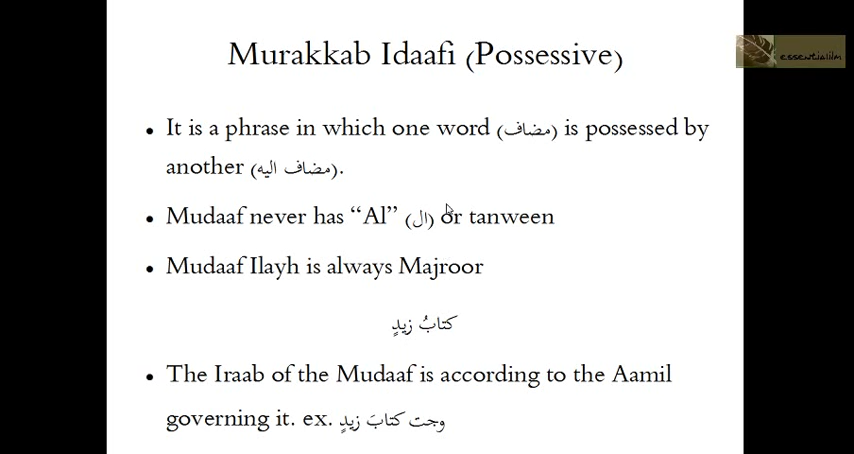 Murakkab Idaafi (Possessive)
essentialilm
• It is a phrase in which one word (مضاف) is possessed by
another (مضاف اليه).
• Mudaaf never has “Al” (ال) or tanween
• Mudaaf Ilayh is always Majroor
كتابُ زيدٍ
• The Iraab of the Mudaaf is according to the Aamil
governing it. ex. وجت كتابَ زيدٍ